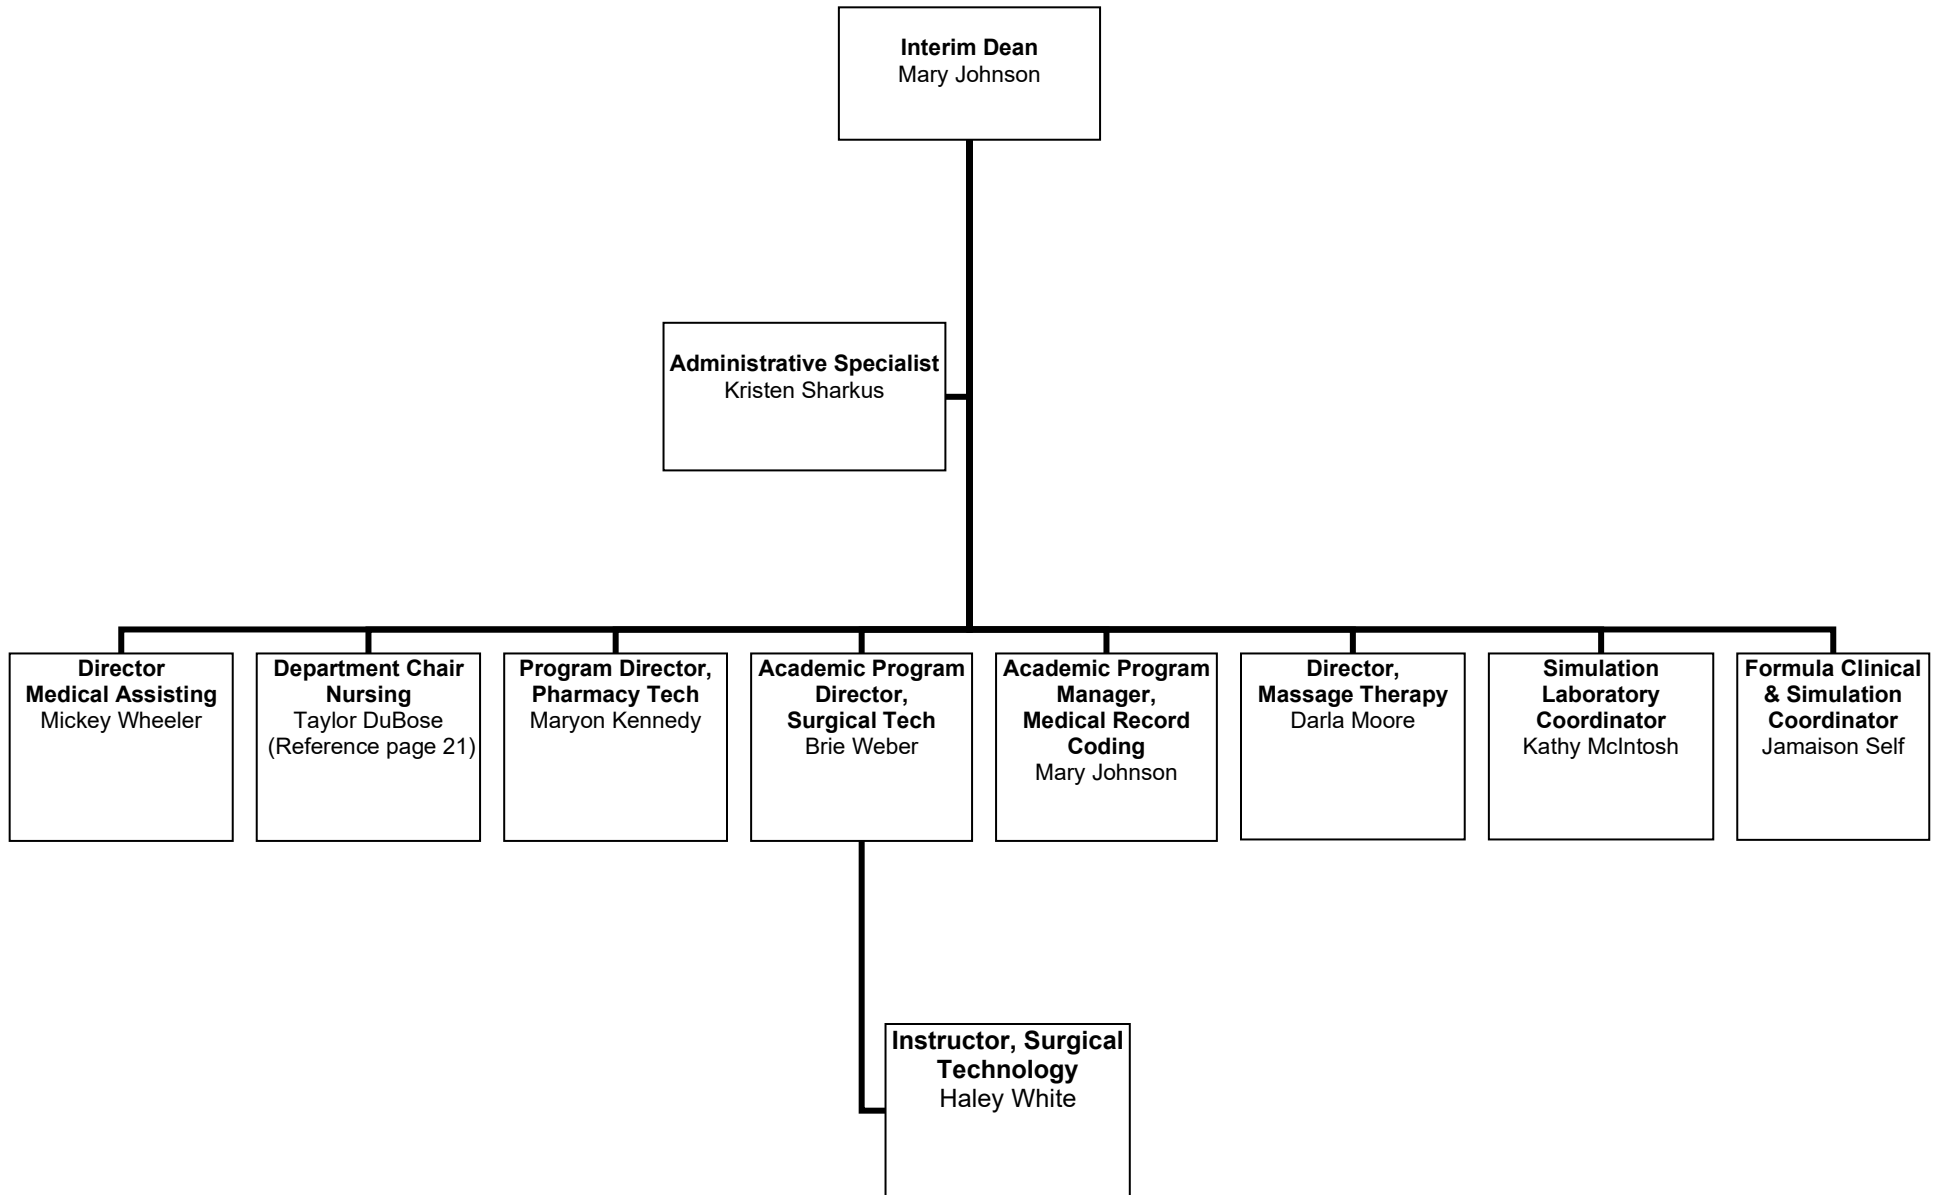 Interim Dean
Mary Johnson
Administrative Specialist
Kristen Sharkus
Director
Medical Assisting
Mickey Wheeler
Department Chair
Nursing
Taylor DuBose
(Reference page 21)
Program Director,
Pharmacy Tech
Maryon Kennedy
Academic Program
Director,
Surgical Tech
Brie Weber
Academic Program
Manager,
Medical Record
Coding
Mary Johnson
Director,
Massage Therapy
Darla Moore
Simulation
Laboratory
Coordinator
Kathy McIntosh
Formula Clinical
& Simulation
Coordinator
Jamaison Self
Instructor, Surgical
Technology
Haley White